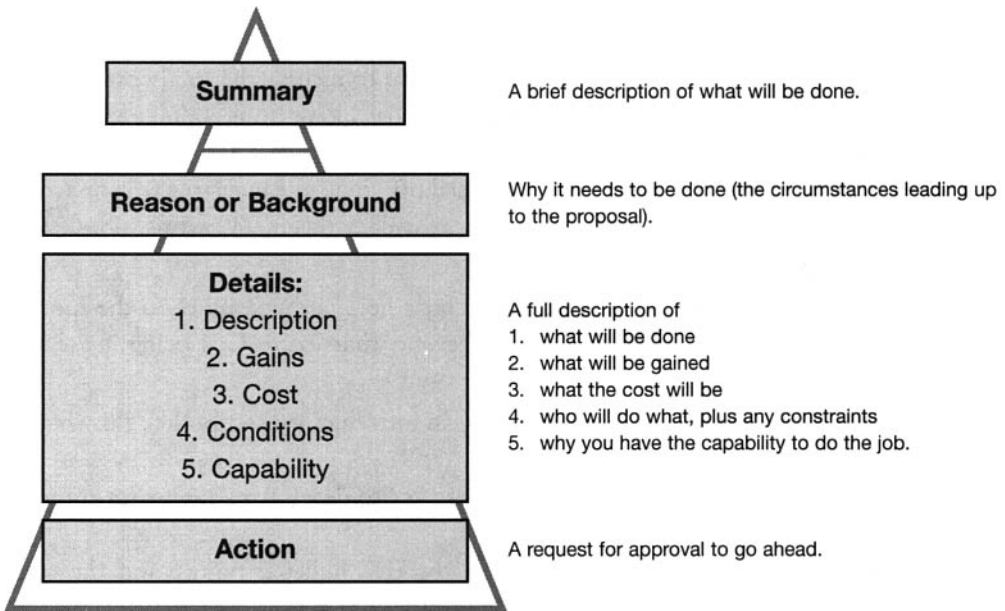 Summary
A brief description of what will be done.
Reason or Background
Why it needs to be done (the circumstances leading up
to the proposal).
Details:
1. Description
2. Gains
3. Cost
4. Conditions
5. Capability
A full description of
1. what will be done
2. what will be gained
3. what the cost will be
4. who will do what, plus any constraints
5. why you have the capability to do the job.
Action
A request for approval to go ahead.